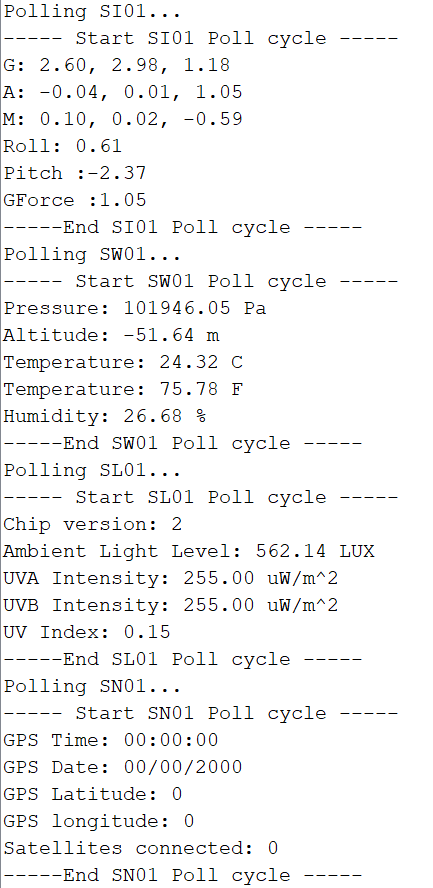 Polling SI01...
----- Start SI01 Poll cycle -----
G: 2.60, 2.98, 1.18
A: -0.04, 0.01, 1.05
M: 0.10, 0.02, -0.59
Roll: 0.61
Pitch :-2.37
GForce :1.05
-----End SI01 Poll cycle -----
Polling SW01...
----- Start SW01 Poll cycle -----
Pressure: 101946.05 Pa
Altitude: -51.64 m
Temperature: 24.32 C
Temperature: 75.78 F
Humidity: 26.68 %
-----End SW01 Poll cycle -----
Polling SL01...
----- Start SL01 Poll cycle -----
Chip version: 2
Ambient Light Level: 562.14 LUX
UVA Intensity: 255.00 uW/m^2
UVB Intensity: 255.00 uW/m^2
UV Index: 0.15
-----End SL01 Poll cycle -----
Polling SN01...
----- Start SN01 Poll cycle -----
GPS Time: 00:00:00
GPS Date: 00/00/2000
GPS Latitude: 0
GPS longitude: 0
Satellites connected: 0
-----End SN01 Poll cycle -----